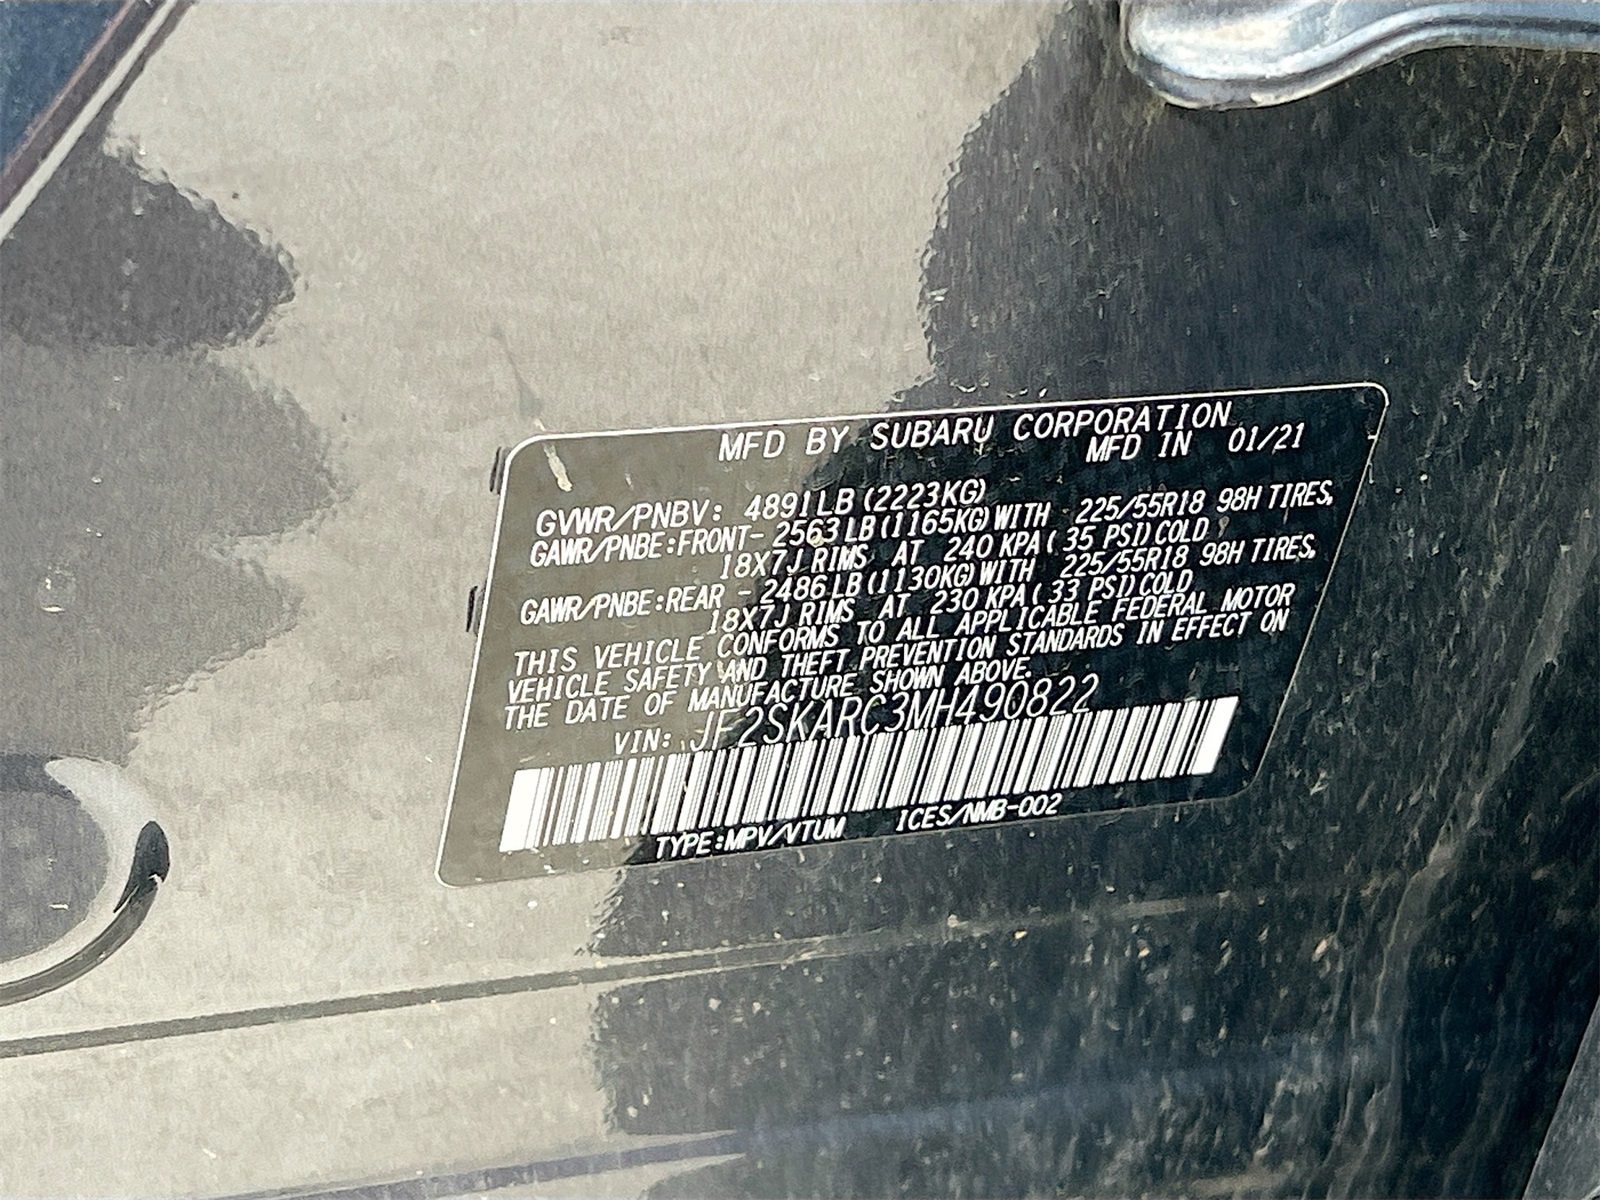 MFD BY SUBARU CORPORATION
MFD IN 01/21
GVWR/PNBV: 4891LB(2223KG)
GAWR/PNBE:FRONT- 2563LB(1165KG)WITH 225/55R18 98H TIRES,
18X7J RIMS AT 240 KPA( 35 PSI)COLD
GAWR/PNBE:REAR - 2486LB(1130KG)WITH 225/55R18 98H TIRES,
18X7J RIMS AT 230 KPA( 33 PSI)COLD
THIS VEHICLE CONFORMS TO ALL APPLICABLE FEDERAL MOTOR
VEHICLE SAFETY AND THEFT PREVENTION STANDARDS IN EFFECT ON
THE DATE OF MANUFACTURE SHOWN ABOVE.
VIN: JF2SKARC3MH490822
TYPE:MPV/VTUM ICES/NMB-002